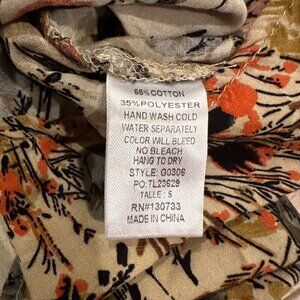 65% COTTON
35% POLYESTER
HAND WASH COLD
WATER SEPARATELY
COLOR WILL BLEED
NO BLEACH
HANG TO DRY
STYLE: G0306
PO:TL23629
TALLE : S
RN#130733
MADE IN CHINA